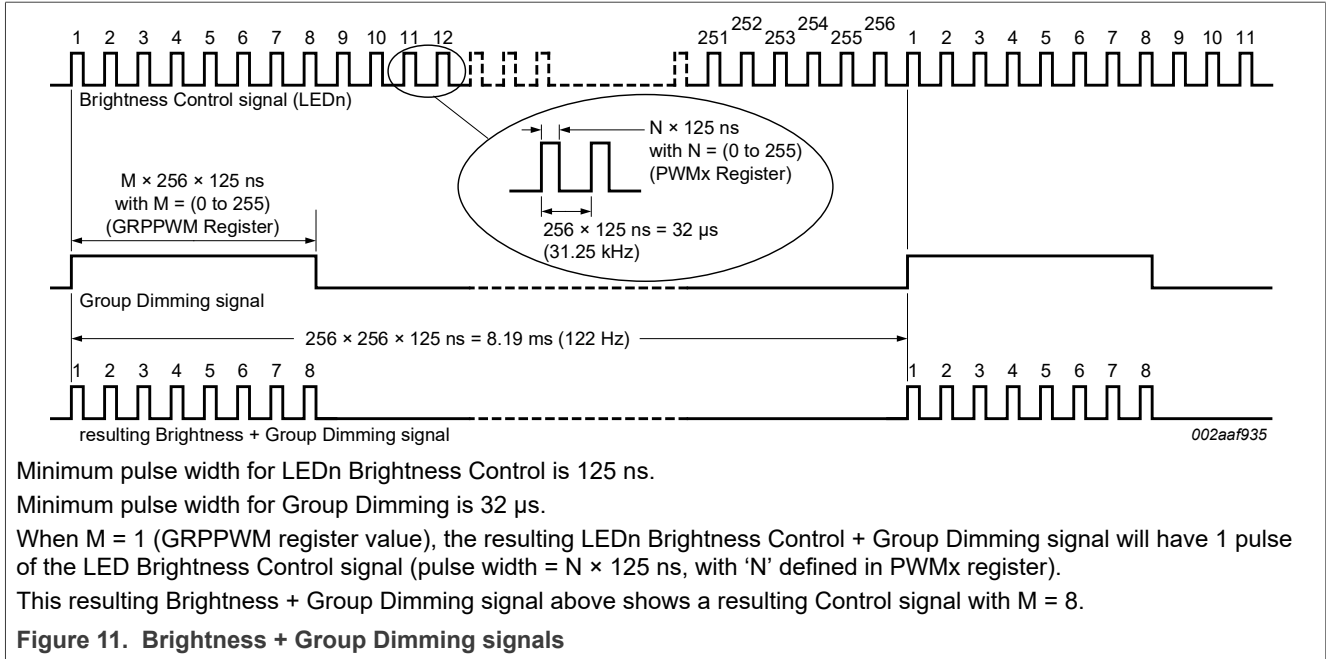 1 2 3 4 5 6 7 8 9 10 11 12 251 252 253 254 255 256 1 2 3 4 5 6 7 8 9 10 11
Brightness Control signal (LEDn)
N × 125 ns
with N = (0 to 255)
(PWMx Register)
256 × 125 ns = 32 µs
(31.25 kHz)
M × 256 × 125 ns
with M = (0 to 255)
(GRPPWM Register)
Group Dimming signal
256 × 256 × 125 ns = 8.19 ms (122 Hz)
1 2 3 4 5 6 7 8 1 2 3 4 5 6 7 8
resulting Brightness + Group Dimming signal
002aaf935
Minimum pulse width for LEDn Brightness Control is 125 ns.
Minimum pulse width for Group Dimming is 32 µs.
When M = 1 (GRPPWM register value), the resulting LEDn Brightness Control + Group Dimming signal will have 1 pulse
of the LED Brightness Control signal (pulse width = N × 125 ns, with ‘N’ defined in PWMx register).
This resulting Brightness + Group Dimming signal above shows a resulting Control signal with M = 8.
Figure 11. Brightness + Group Dimming signals